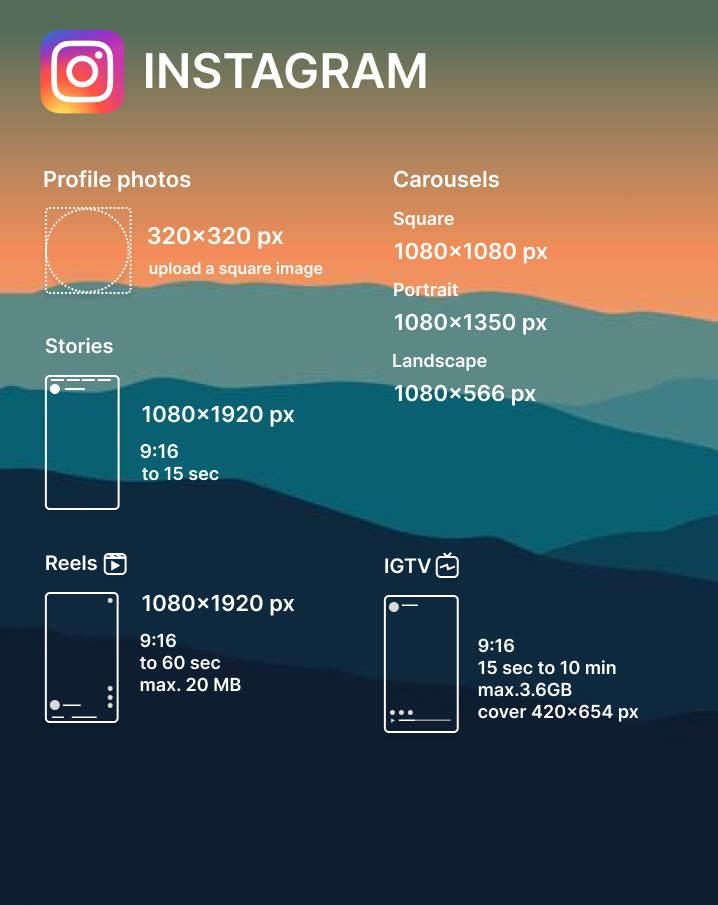 INSTAGRAM
Profile photos
320×320 px
upload a square image
Stories
1080×1920 px
9:16
to 15 sec
Carousels
Square
1080×1080 px
Portrait
1080×1350 px
Landscape
1080×566 px
Reels
1080×1920 px
9:16
to 60 sec
max. 20 MB
IGTV
9:16
15 sec to 10 min
max.3.6GB
cover 420×654 px